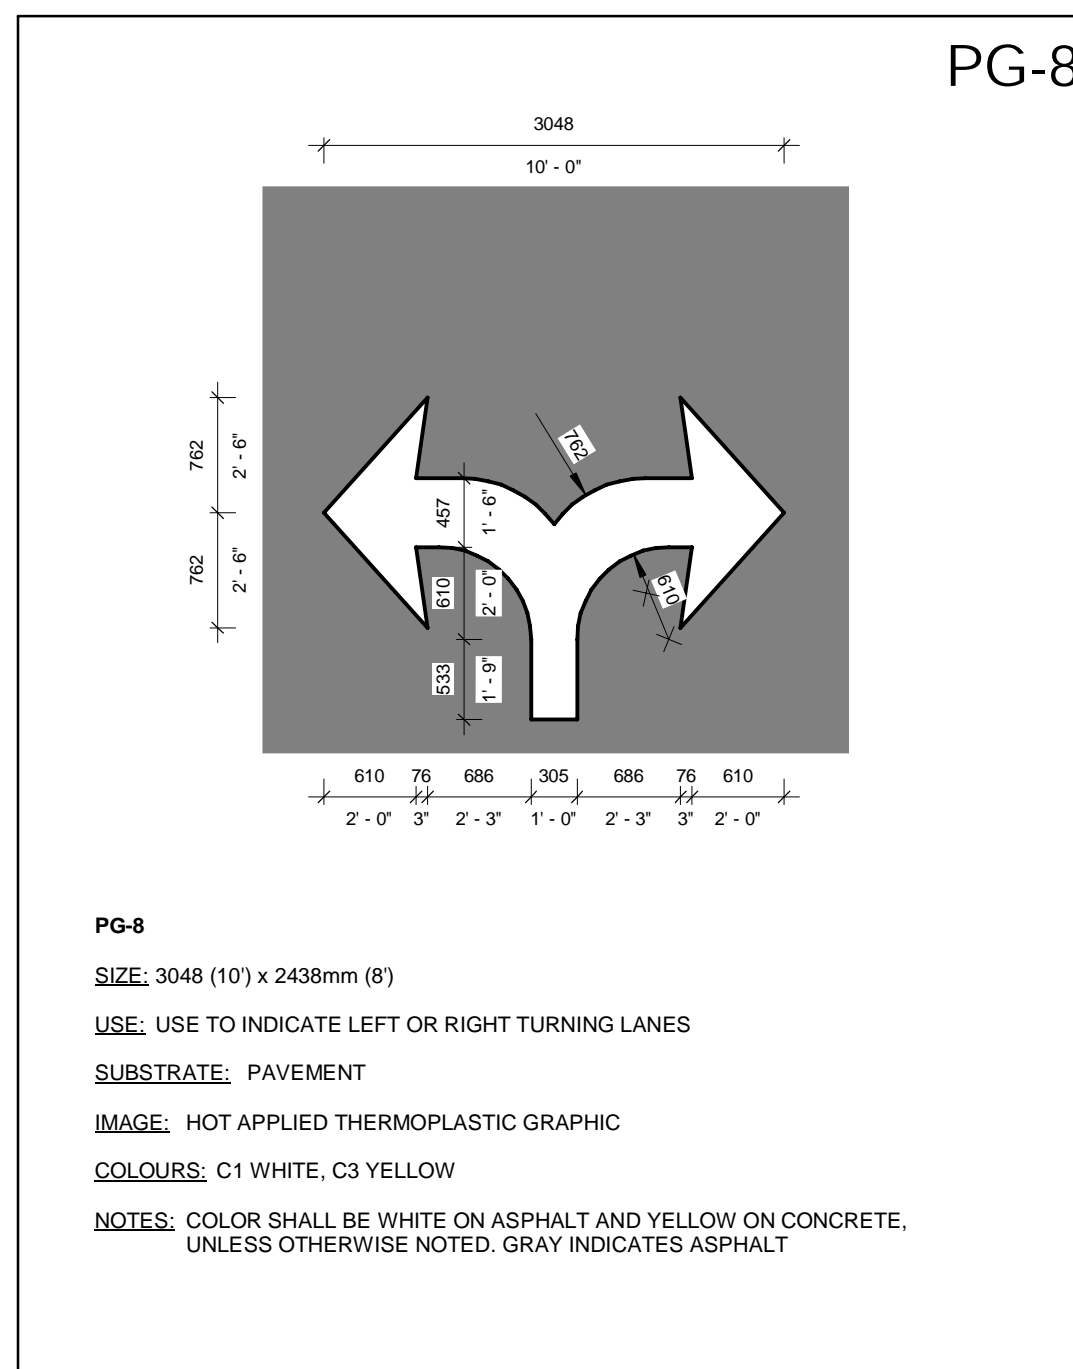 PG-8
3048
10' - 0"
762
2' - 6"
762
2' - 6"
762
457
1' - 6"
610
2' - 0"
610
533
1' - 9"
610 76 686 305 686 76 610
2' - 0" 3" 2' - 3" 1' - 0" 2' - 3" 3" 2' - 0"
PG-8
SIZE: 3048 (10') x 2438mm (8')
USE: USE TO INDICATE LEFT OR RIGHT TURNING LANES
SUBSTRATE: PAVEMENT
IMAGE: HOT APPLIED THERMOPLASTIC GRAPHIC
COLOURS: C1 WHITE, C3 YELLOW
NOTES: COLOR SHALL BE WHITE ON ASPHALT AND YELLOW ON CONCRETE,
UNLESS OTHERWISE NOTED. GRAY INDICATES ASPHALT